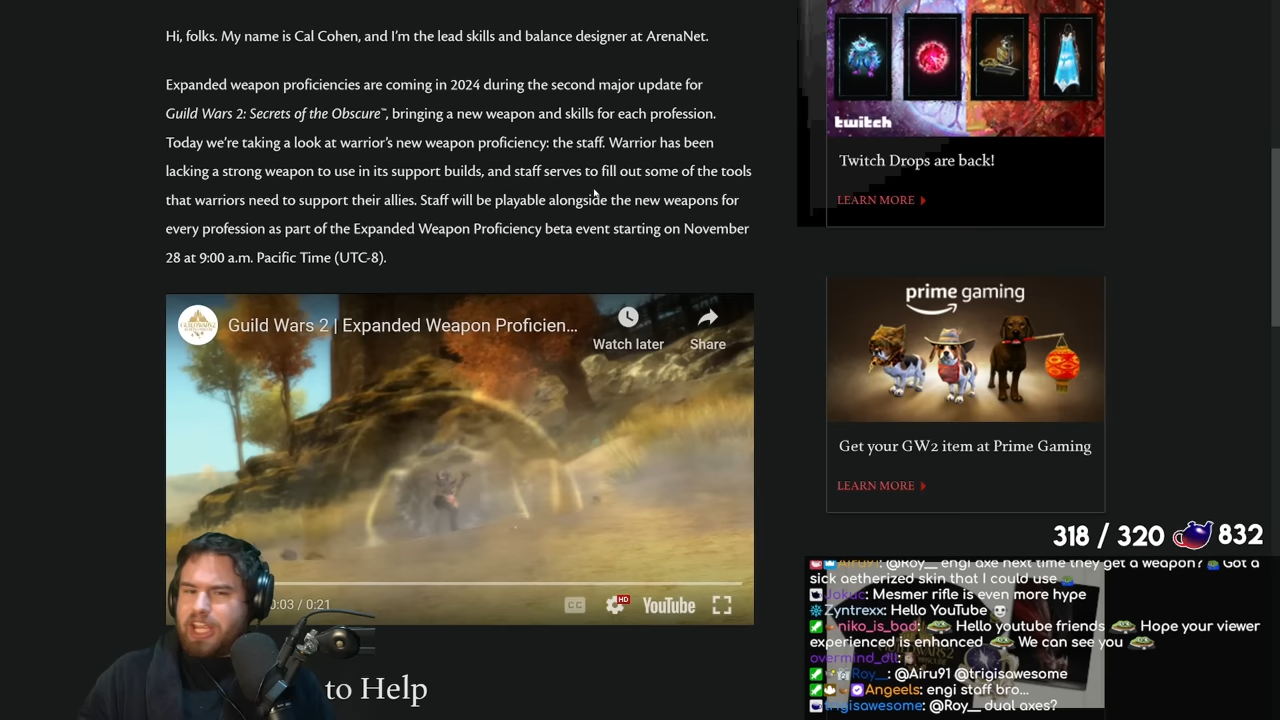 Hi, folks. My name is Cal Cohen, and I'm the lead skills and balance designer at ArenaNet.
Expanded weapon proficiencies are coming in 2024 during the second major update for
Guild Wars 2: Secrets of the Obscure™, bringing a new weapon and skills for each profession.
Today we're taking a look at warrior's new weapon proficiency: the staff. Warrior has been
lacking a strong weapon to use in its support builds, and staff serves to fill out some of the tools
that warriors need to support their allies. Staff will be playable alongside the new weapons for
every profession as part of the Expanded Weapon Proficiency beta event starting on November
28 at 9:00 a.m. Pacific Time (UTC-8).
Guild Wars 2 | Expanded Weapon Proficien...
Watch later
Share
0:03 / 0:21
CC
HD
YouTube
to Help
twitch
Twitch Drops are back!
LEARN MORE
prime gaming
Get your GW2 item at Prime Gaming
LEARN MORE
318 / 320
832
Airu91: @Roy__ engi axe next time they get a weapon? Got a
sick aetherized skin that I could use
Jakuc: Mesmer rifle is even more hype
Zyntrexx: Hello YouTube
niko_is_bad: Hello youtube friends Hope your viewer
experienced is enhanced We can see you
overmind_dll:
Roy__: @Airu91 @trigisawesome
Angeels: engi staff bro...
trigisawesome: @Roy__ dual axes?